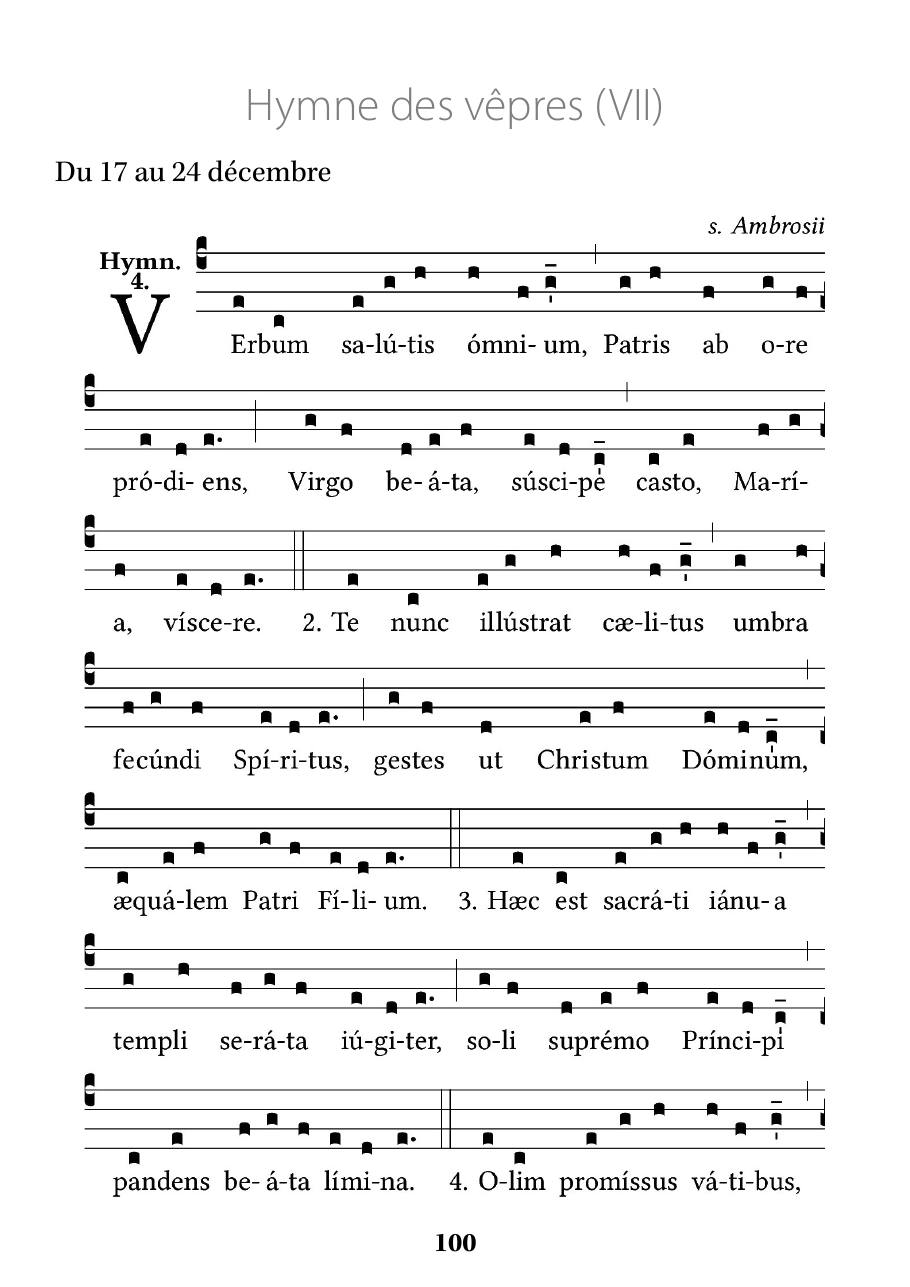 Hymne des vêpres (VII)
Du 17 au 24 décembre
s. Ambrosii
Hymn.
4.
VErbum sa-lú-tis ómni-um, Patris ab o-re
pró-di-ens, Virgo be-á-ta, súsci-pe casto, Ma-rí-
a, vísce-re. 2. Te nunc illústrat cæ-li-tus umbra
fecúndi Spí-ri-tus, gestes ut Christum Dóminum,
æquá-lem Patri Fí-li-um. 3. Hæc est sacrá-ti iánu-a
templi se-rá-ta iú-gi-ter, so-li suprémo Prínci-pi
pandens be-á-ta lími-na. 4. O-lim promíssus vá-ti-bus,
100